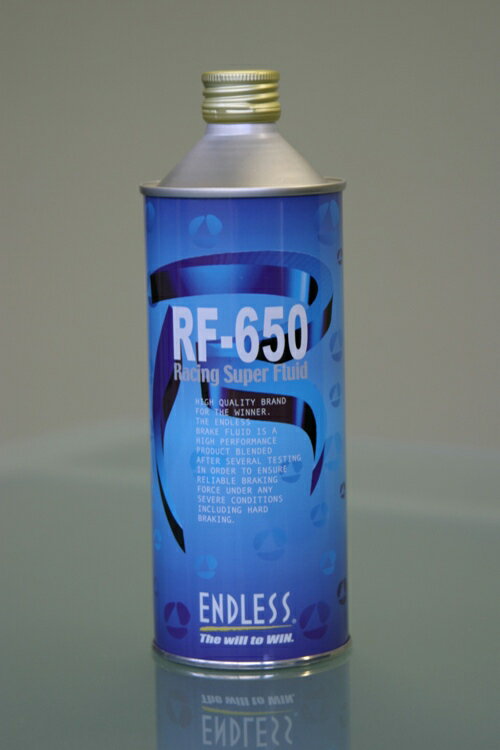 RF-650
Racing Super Fluid
HIGH QUALITY BRAND
FOR THE WINNER.
THE ENDLESS
BRAKE FLUID IS A
HIGH PERFORMANCE
PRODUCT BLENDED
AFTER SEVERAL TESTING
IN ORDER TO ENSURE
RELIABLE BRAKING
FORCE UNDER ANY
SEVERE CONDITIONS
INCLUDING HARD
BRAKING.
ENDLESS®
The will to WIN.